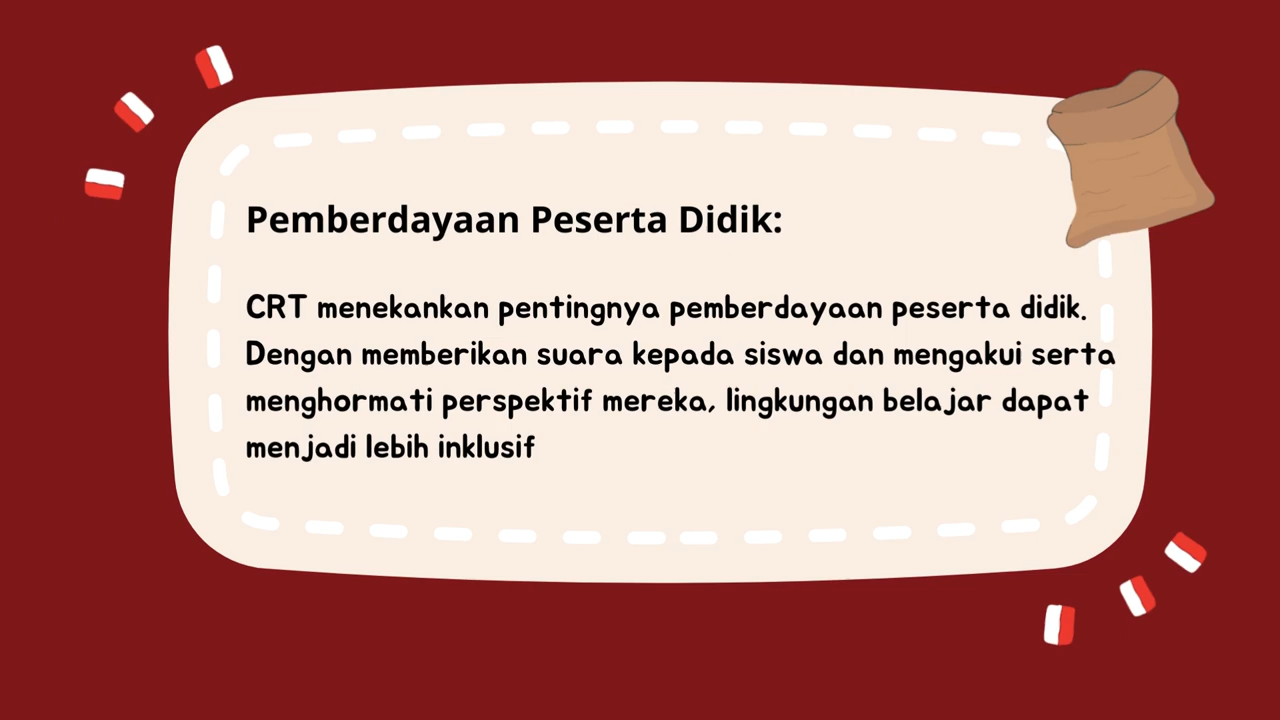 Pemberdayaan Peserta Didik:
CRT menekankan pentingnya pemberdayaan peserta didik.
Dengan memberikan suara kepada siswa dan mengakui serta
menghormati perspektif mereka, lingkungan belajar dapat
menjadi lebih inklusif